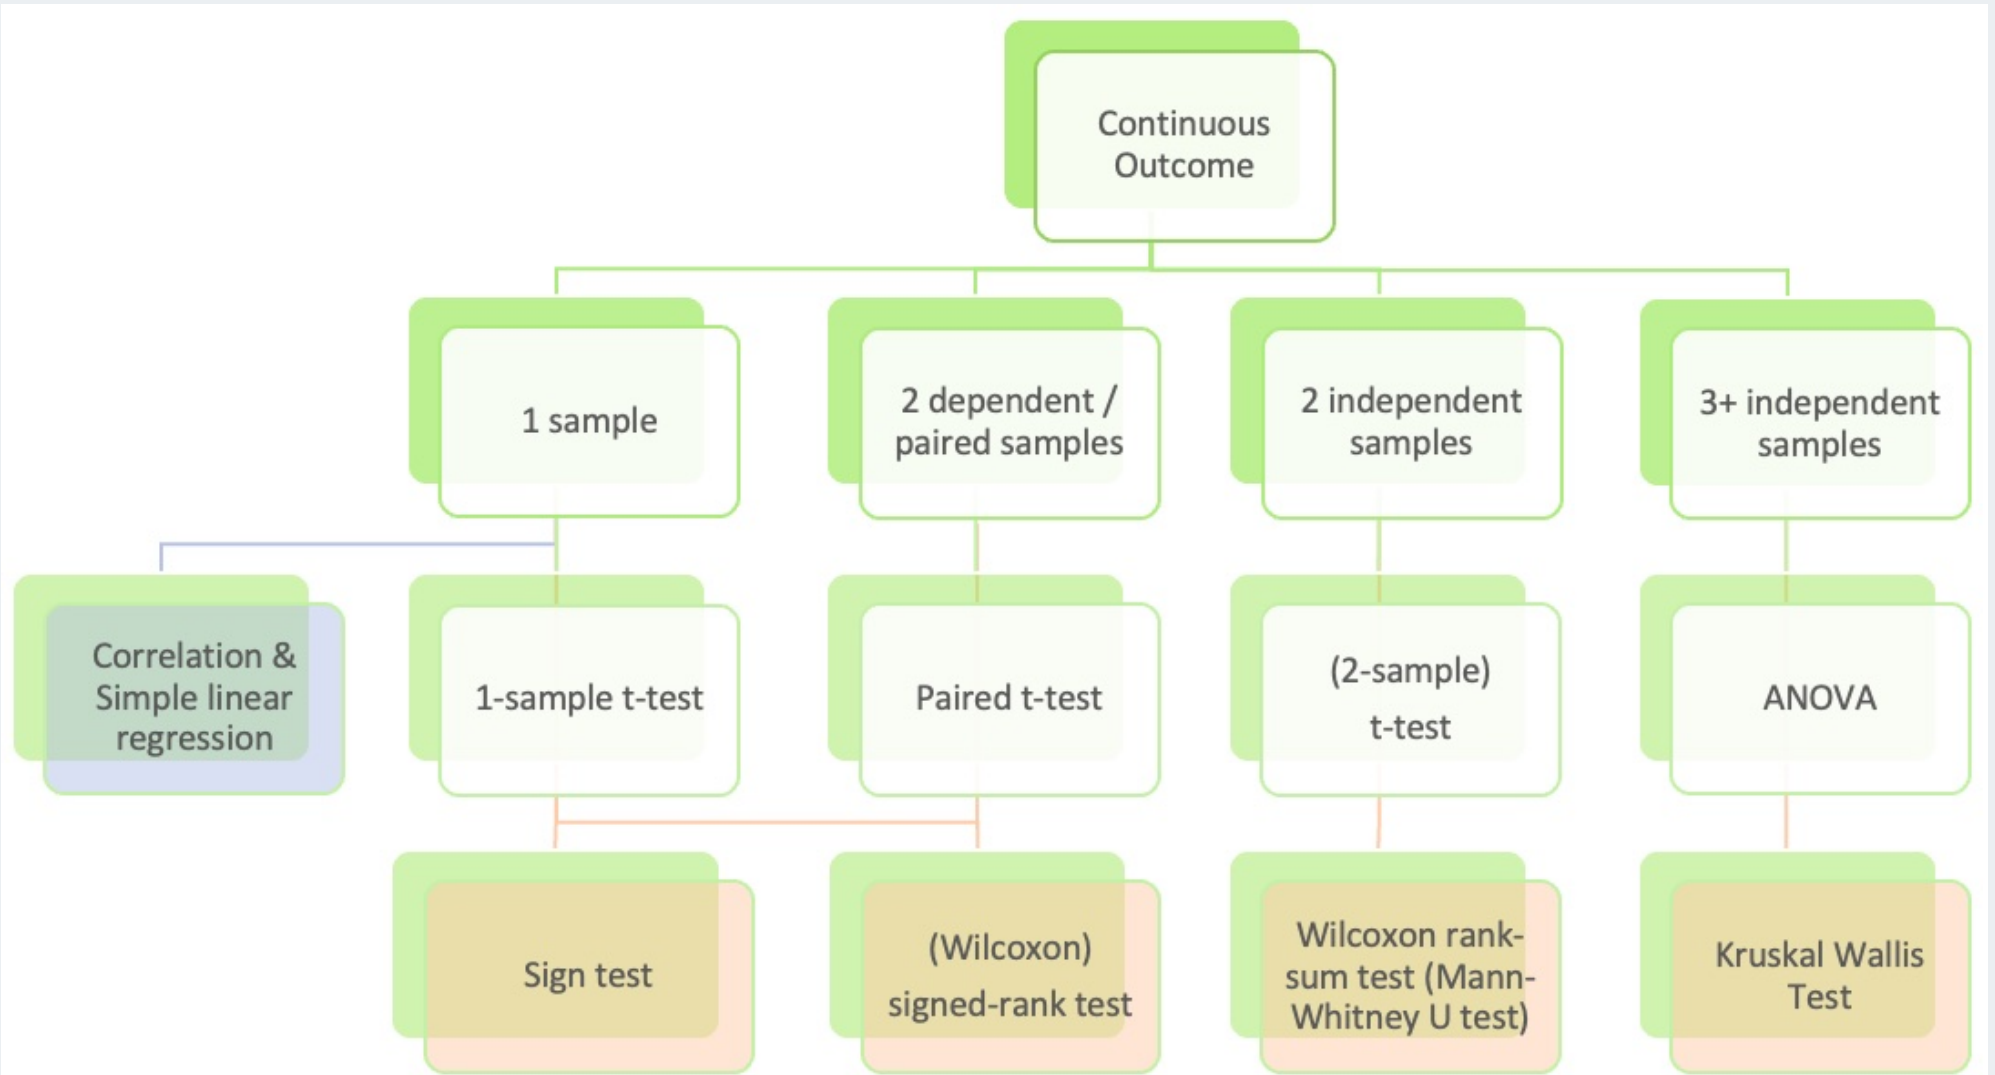 Continuous
Outcome
1 sample
2 dependent /
paired samples
2 independent
samples
3+ independent
samples
Correlation &
Simple linear
regression
1-sample t-test
Paired t-test
(2-sample)
t-test
ANOVA
Sign test
(Wilcoxon)
signed-rank test
Wilcoxon rank-
sum test (Mann-
Whitney U test)
Kruskal Wallis
Test